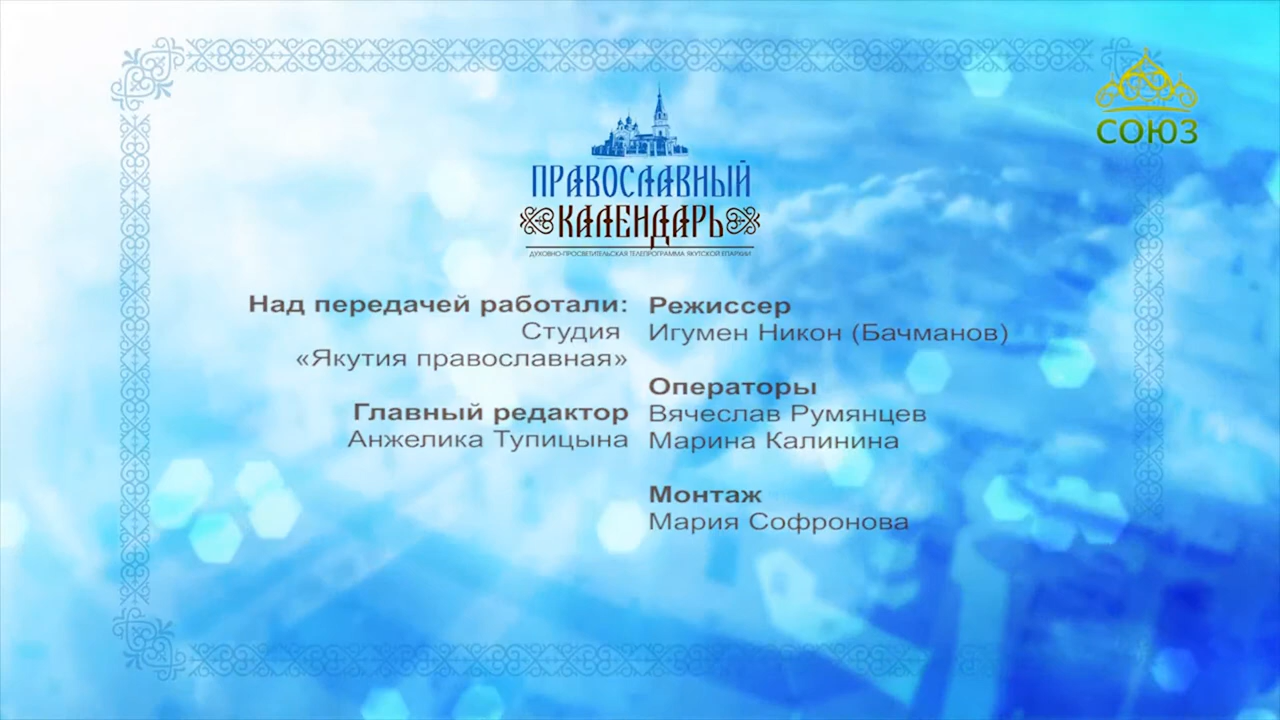 СОЮЗ
ПРАВОСЛАВНЫЙ
КАЛЕНДАРЬ
ДУХОВНО-ПРОСВЕТИТЕЛЬСКАЯ ТЕЛЕПРОГРАММА ЯКУТСКОЙ ЕПАРХИИ
Над передачей работали:
Студия
«Якутия православная»
Главный редактор
Анжелика Тупицына
Режиссер
Игумен Никон (Бачманов)
Операторы
Вячеслав Румянцев
Марина Калинина
Монтаж
Мария Софронова